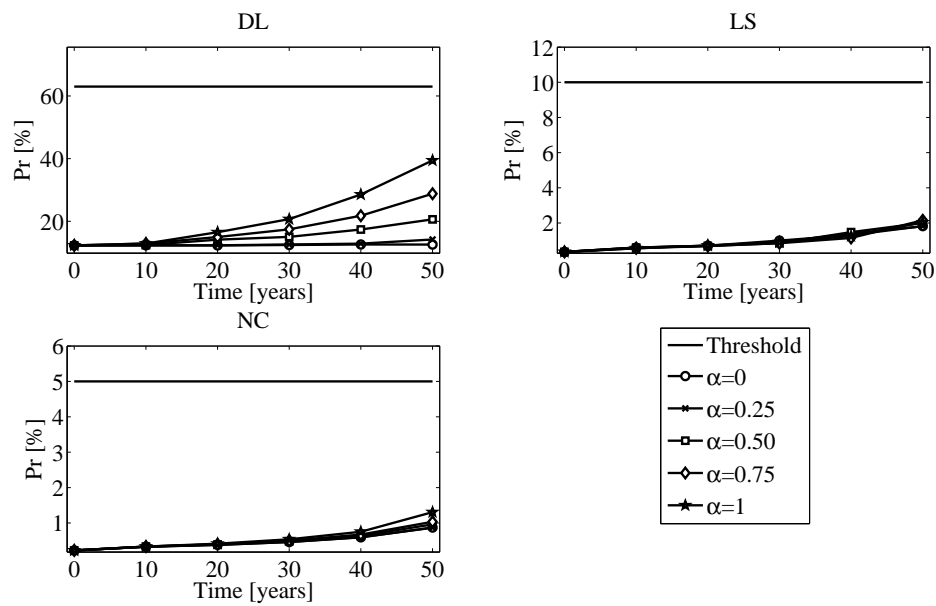 DL
Pr [%]
60
40
20
0 10 20 30 40 50
Time [years]
LS
Pr [%]
12
10
8
6
4
2
0 10 20 30 40 50
Time [years]
NC
Pr [%]
6
5
4
3
2
1
0 10 20 30 40 50
Time [years]
Threshold
α=0
α=0.25
α=0.50
α=0.75
α=1